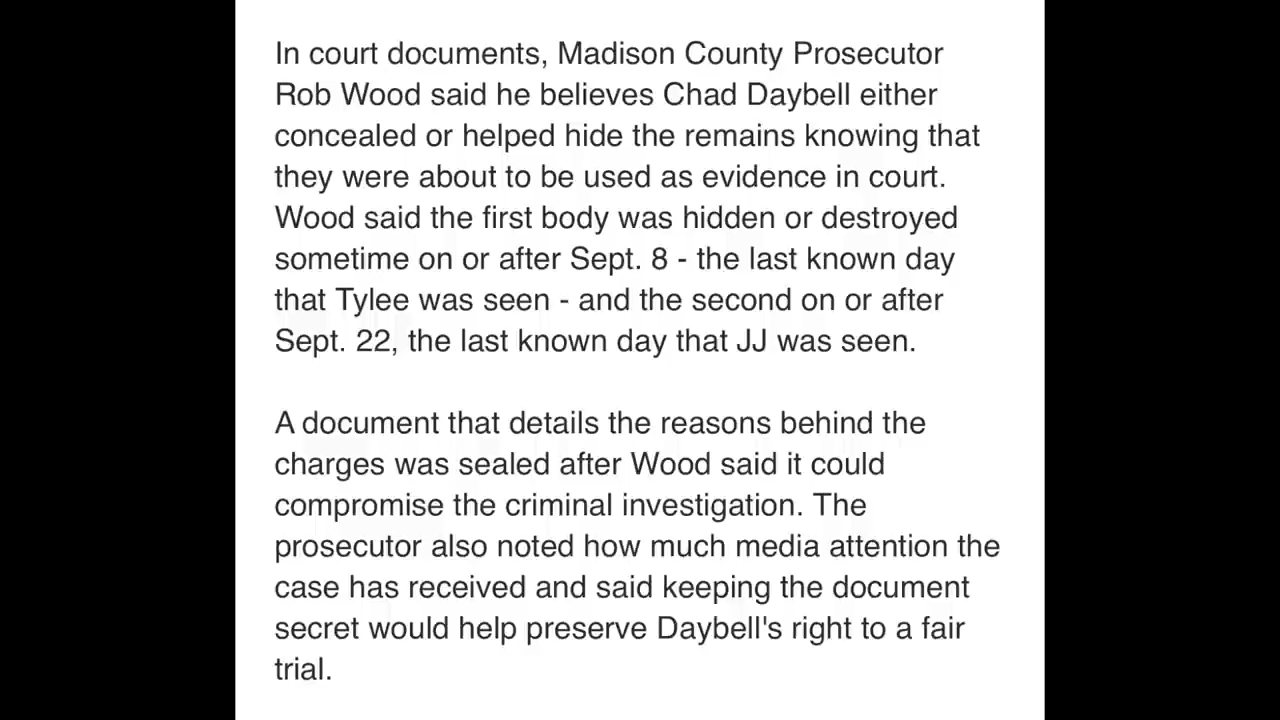 In court documents, Madison County Prosecutor
Rob Wood said he believes Chad Daybell either
concealed or helped hide the remains knowing that
they were about to be used as evidence in court.
Wood said the first body was hidden or destroyed
sometime on or after Sept. 8 - the last known day
that Tylee was seen - and the second on or after
Sept. 22, the last known day that JJ was seen.
A document that details the reasons behind the
charges was sealed after Wood said it could
compromise the criminal investigation. The
prosecutor also noted how much media attention the
case has received and said keeping the document
secret would help preserve Daybell's right to a fair
trial.